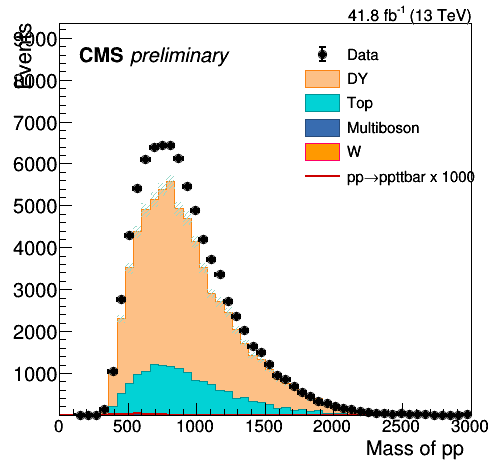 41.8 fb⁻¹ (13 TeV)
Events
CMS preliminary
Data
DY
Top
Multiboson
W
pp→ppttbar x 1000
9000
8000
7000
6000
5000
4000
3000
2000
1000
0 500 1000 1500 2000 2500 3000
Mass of pp